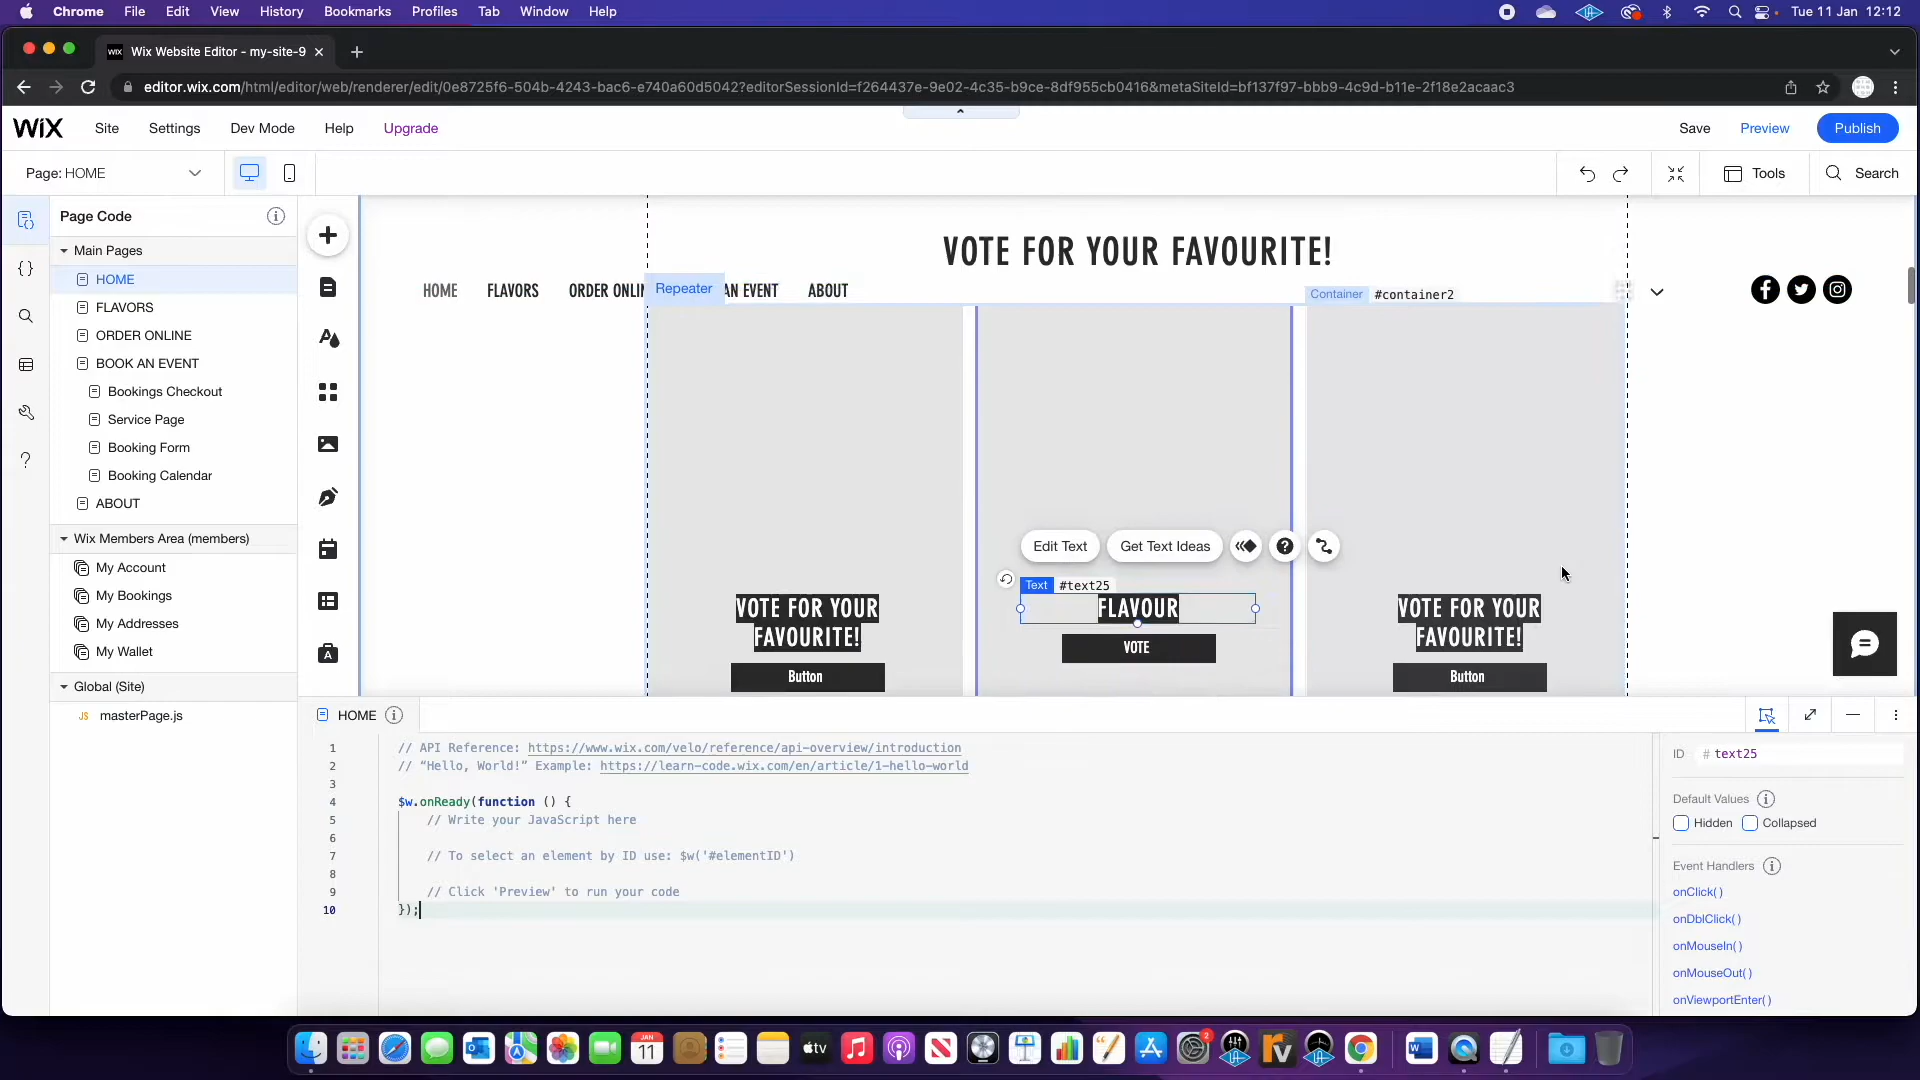 Chrome File Edit View History Bookmarks Profiles Tab Window Help Tue 11 Jan 12:12
WiX Wix Website Editor - my-site-9
editor.wix.com/html/editor/web/renderer/edit/0e8725f6-504b-4243-bac6-e740a60d5042?editorSessionId=f264437e-9e02-4c35-b9ce-8df955cb0416&metaSiteId=bf137f97-bbb9-4c9d-b11e-2f18e2acaac3
WiX Site Settings Dev Mode Help Upgrade Save Preview Publish
Page: HOME Tools Search
Page Code
Main Pages
HOME
FLAVORS
ORDER ONLINE
BOOK AN EVENT
Bookings Checkout
Service Page
Booking Form
Booking Calendar
ABOUT
Wix Members Area (members)
My Account
My Bookings
My Addresses
My Wallet
Global (Site)
JS masterPage.js
VOTE FOR YOUR FAVOURITE!
HOME FLAVORS ORDER ONLIN Repeater AN EVENT ABOUT
Container #container2
Edit Text Get Text Ideas
Text #text25
VOTE FOR YOUR
FAVOURITE!
Button
FLAVOUR
VOTE
VOTE FOR YOUR
FAVOURITE!
Button
HOME
1 // API Reference: https://www.wix.com/velo/reference/api-overview/introduction
2 // “Hello, World!” Example: https://learn-code.wix.com/en/article/1-hello-world
3
4 $w.onReady(function () {
5 // Write your JavaScript here
6
7 // To select an element by ID use: $w('#elementID')
8
9 // Click 'Preview' to run your code
10 });
ID # text25
Default Values
Hidden Collapsed
Event Handlers
onClick()
onDblClick()
onMouseIn()
onMouseOut()
onViewportEnter()
JAN
11
tv
2